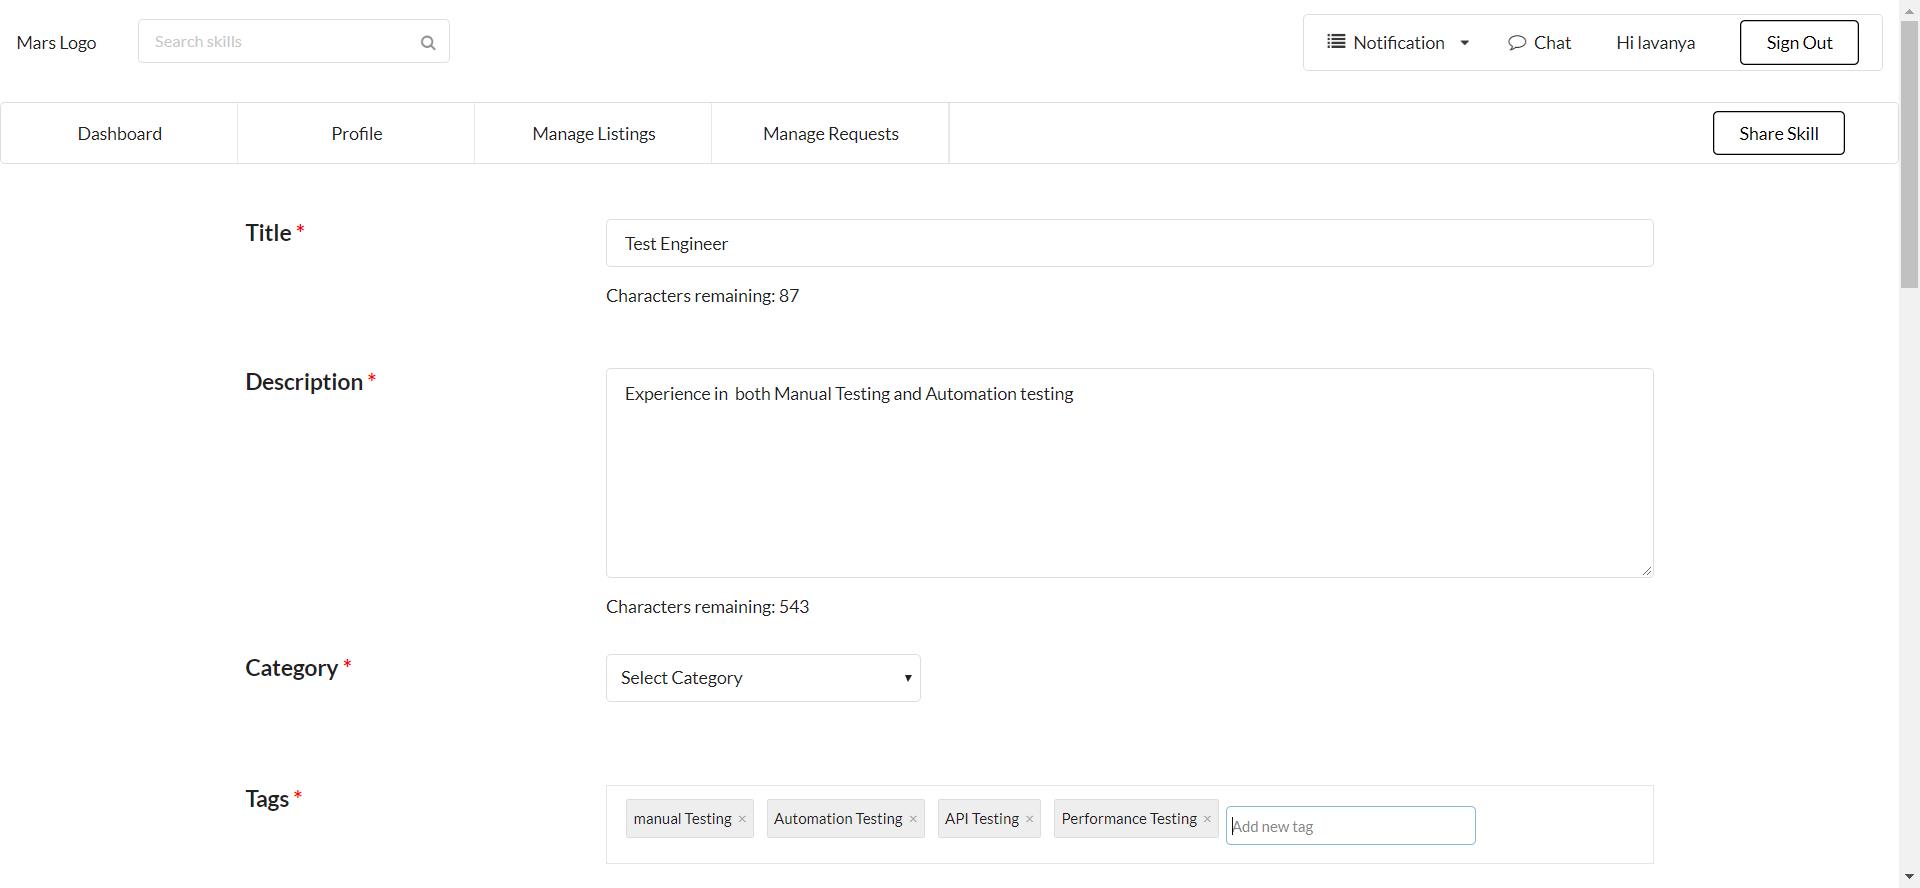 Mars Logo
Search skills
Notification
Chat
Hi lavanya
Sign Out
Dashboard
Profile
Manage Listings
Manage Requests
Share Skill
Title *
Test Engineer
Characters remaining: 87
Description *
Experience in  both Manual Testing and Automation testing
Characters remaining: 543
Category *
Select Category
Tags *
manual Testing ×
Automation Testing ×
API Testing ×
Performance Testing ×
Add new tag